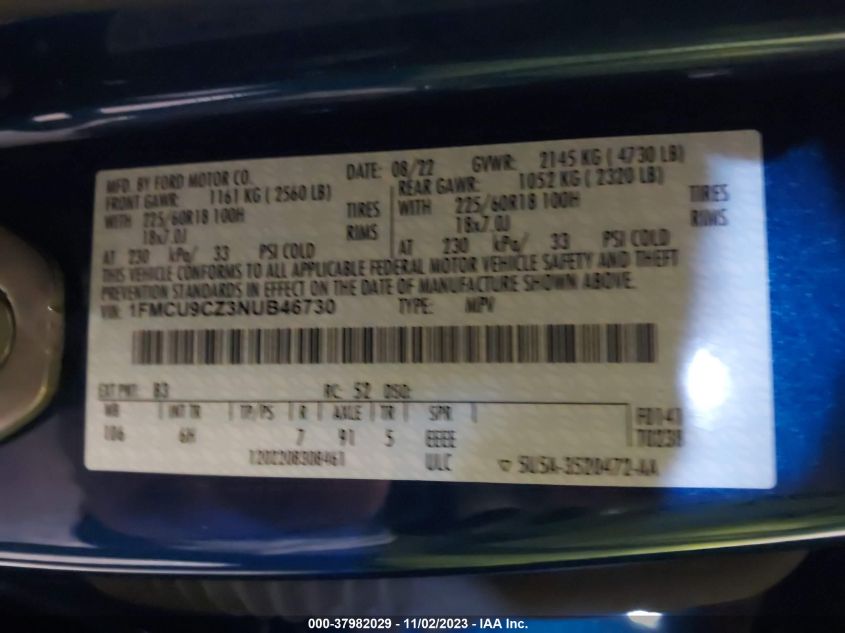 MFD. BY FORD MOTOR CO. DATE: 08/22 GVWR: 2145 KG ( 4730 LB)
FRONT GAWR: 1161 KG ( 2560 LB) REAR GAWR: 1052 KG ( 2320 LB)
WITH 225/60R18 100H TIRES WITH 225/60R18 100H TIRES
18x7.0J RIMS 18x7.0J RIMS
AT 230 kPa/ 33 PSI COLD AT 230 kPa/ 33 PSI COLD
THIS VEHICLE CONFORMS TO ALL APPLICABLE FEDERAL MOTOR VEHICLE SAFETY AND THEFT
PREVENTION STANDARDS IN EFFECT ON THE DATE OF MANUFACTURE SHOWN ABOVE.
VIN: 1FMCU9CZ3NUB46730 TYPE: MPV
EXT PNT: B3 RC: 52 DSO:
WB INT TR TP/PS R AXLE TR SPR
106 6H 7 91 5 EEEE
ULC 5U5A-3520472-AA
000-37982029 - 11/02/2023 - IAA Inc.